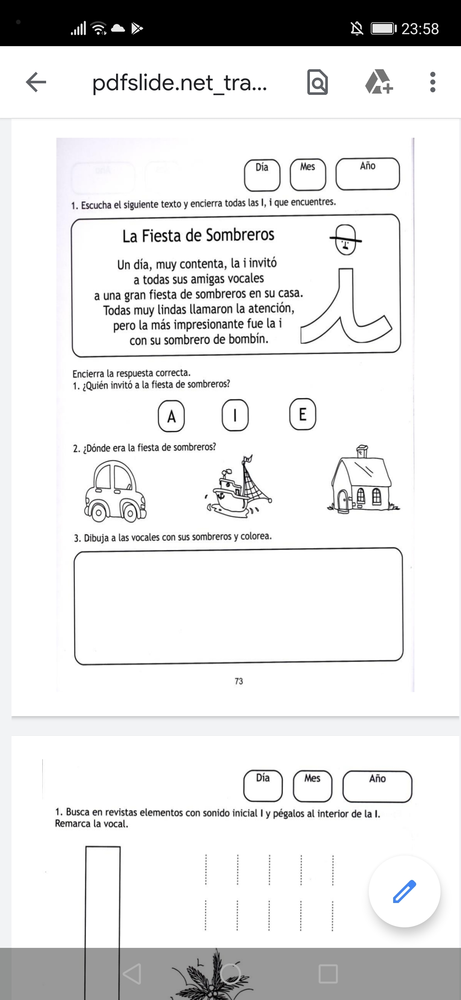 23:58
pdfslide.net_tra...
Día
Mes
Año
1. Escucha el siguiente texto y encierra todas las I, i que encuentres.
La Fiesta de Sombreros
Un día, muy contenta, la i invitó
a todas sus amigas vocales
a una gran fiesta de sombreros en su casa.
Todas muy lindas llamaron la atención,
pero la más impresionante fue la i
con su sombrero de bombín.
i
Encierra la respuesta correcta.
1. ¿Quién invitó a la fiesta de sombreros?
A
I
E
2. ¿Dónde era la fiesta de sombreros?
3. Dibuja a las vocales con sus sombreros y colorea.
73
Día
Mes
Año
1. Busca en revistas elementos con sonido inicial I y pégalos al interior de la I.
Remarca la vocal.
I I I I I
I I I I I